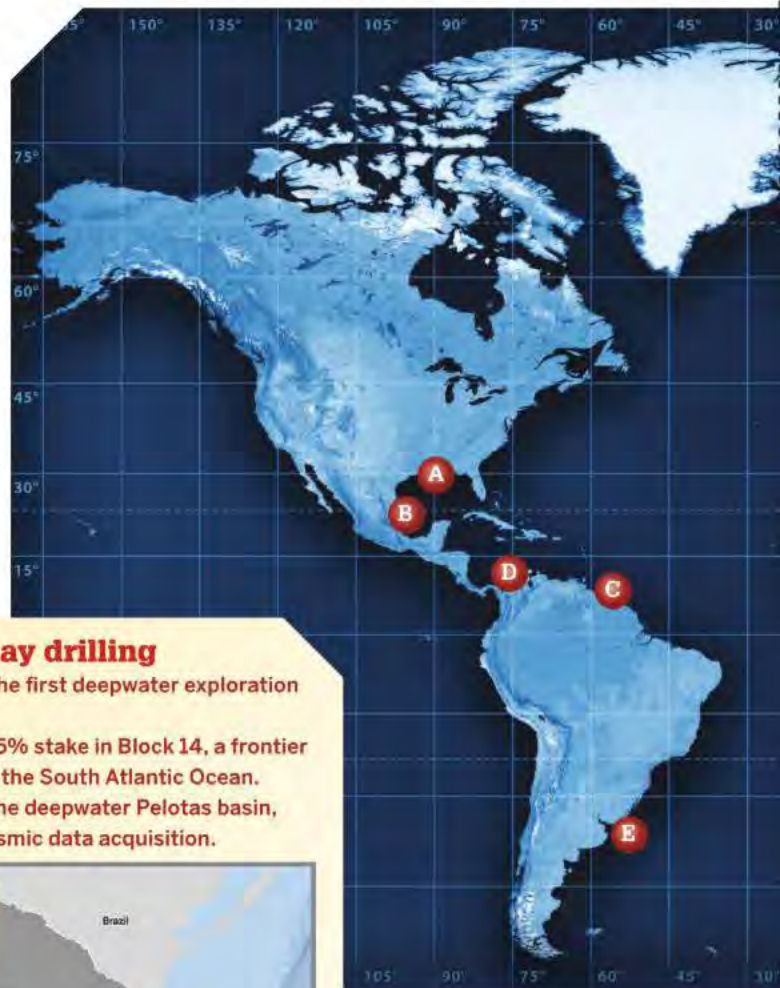 150°
135°
120°
105°
90°
75°
60°
45°
30°
75°
60°
45°
30°
15°
A
B
D
C
E
ay drilling
he first deepwater exploration
5% stake in Block 14, a frontier
the South Atlantic Ocean.
he deepwater Pelotas basin,
smic data acquisition.
Brazil
105°
90°
75°
60°
45°
30°